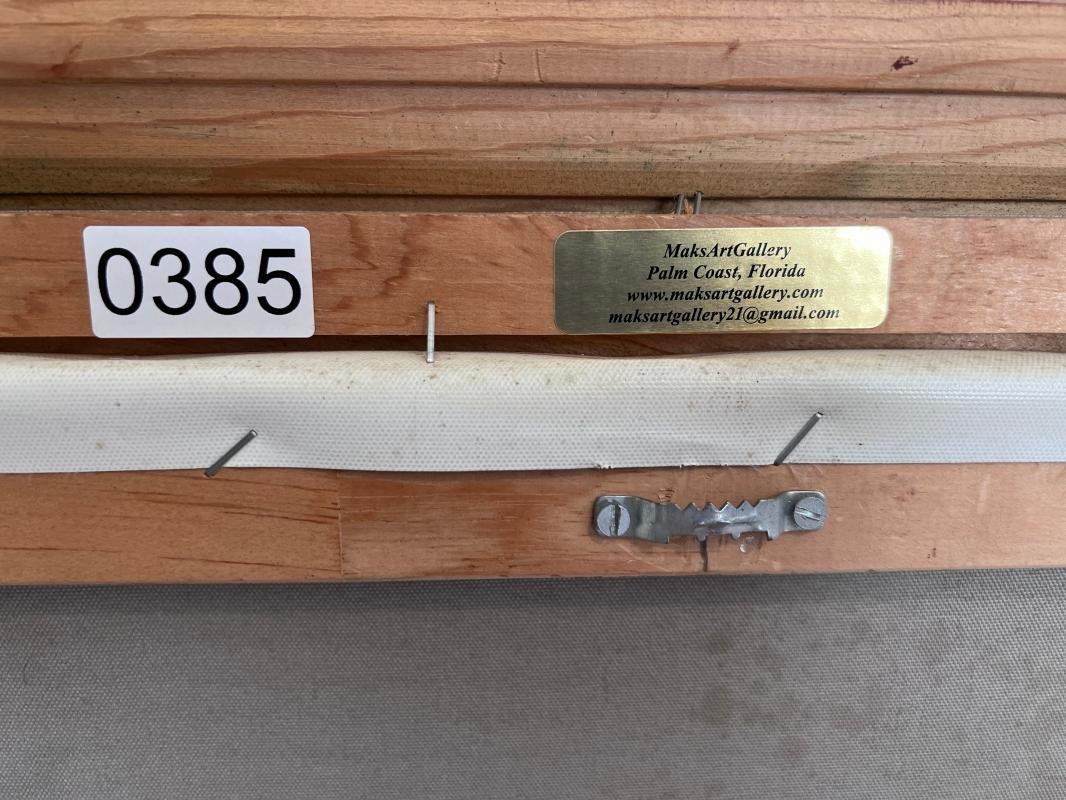 0385
MaksArtGallery
Palm Coast, Florida
www.maksartgallery.com
maksartgallery21@gmail.com